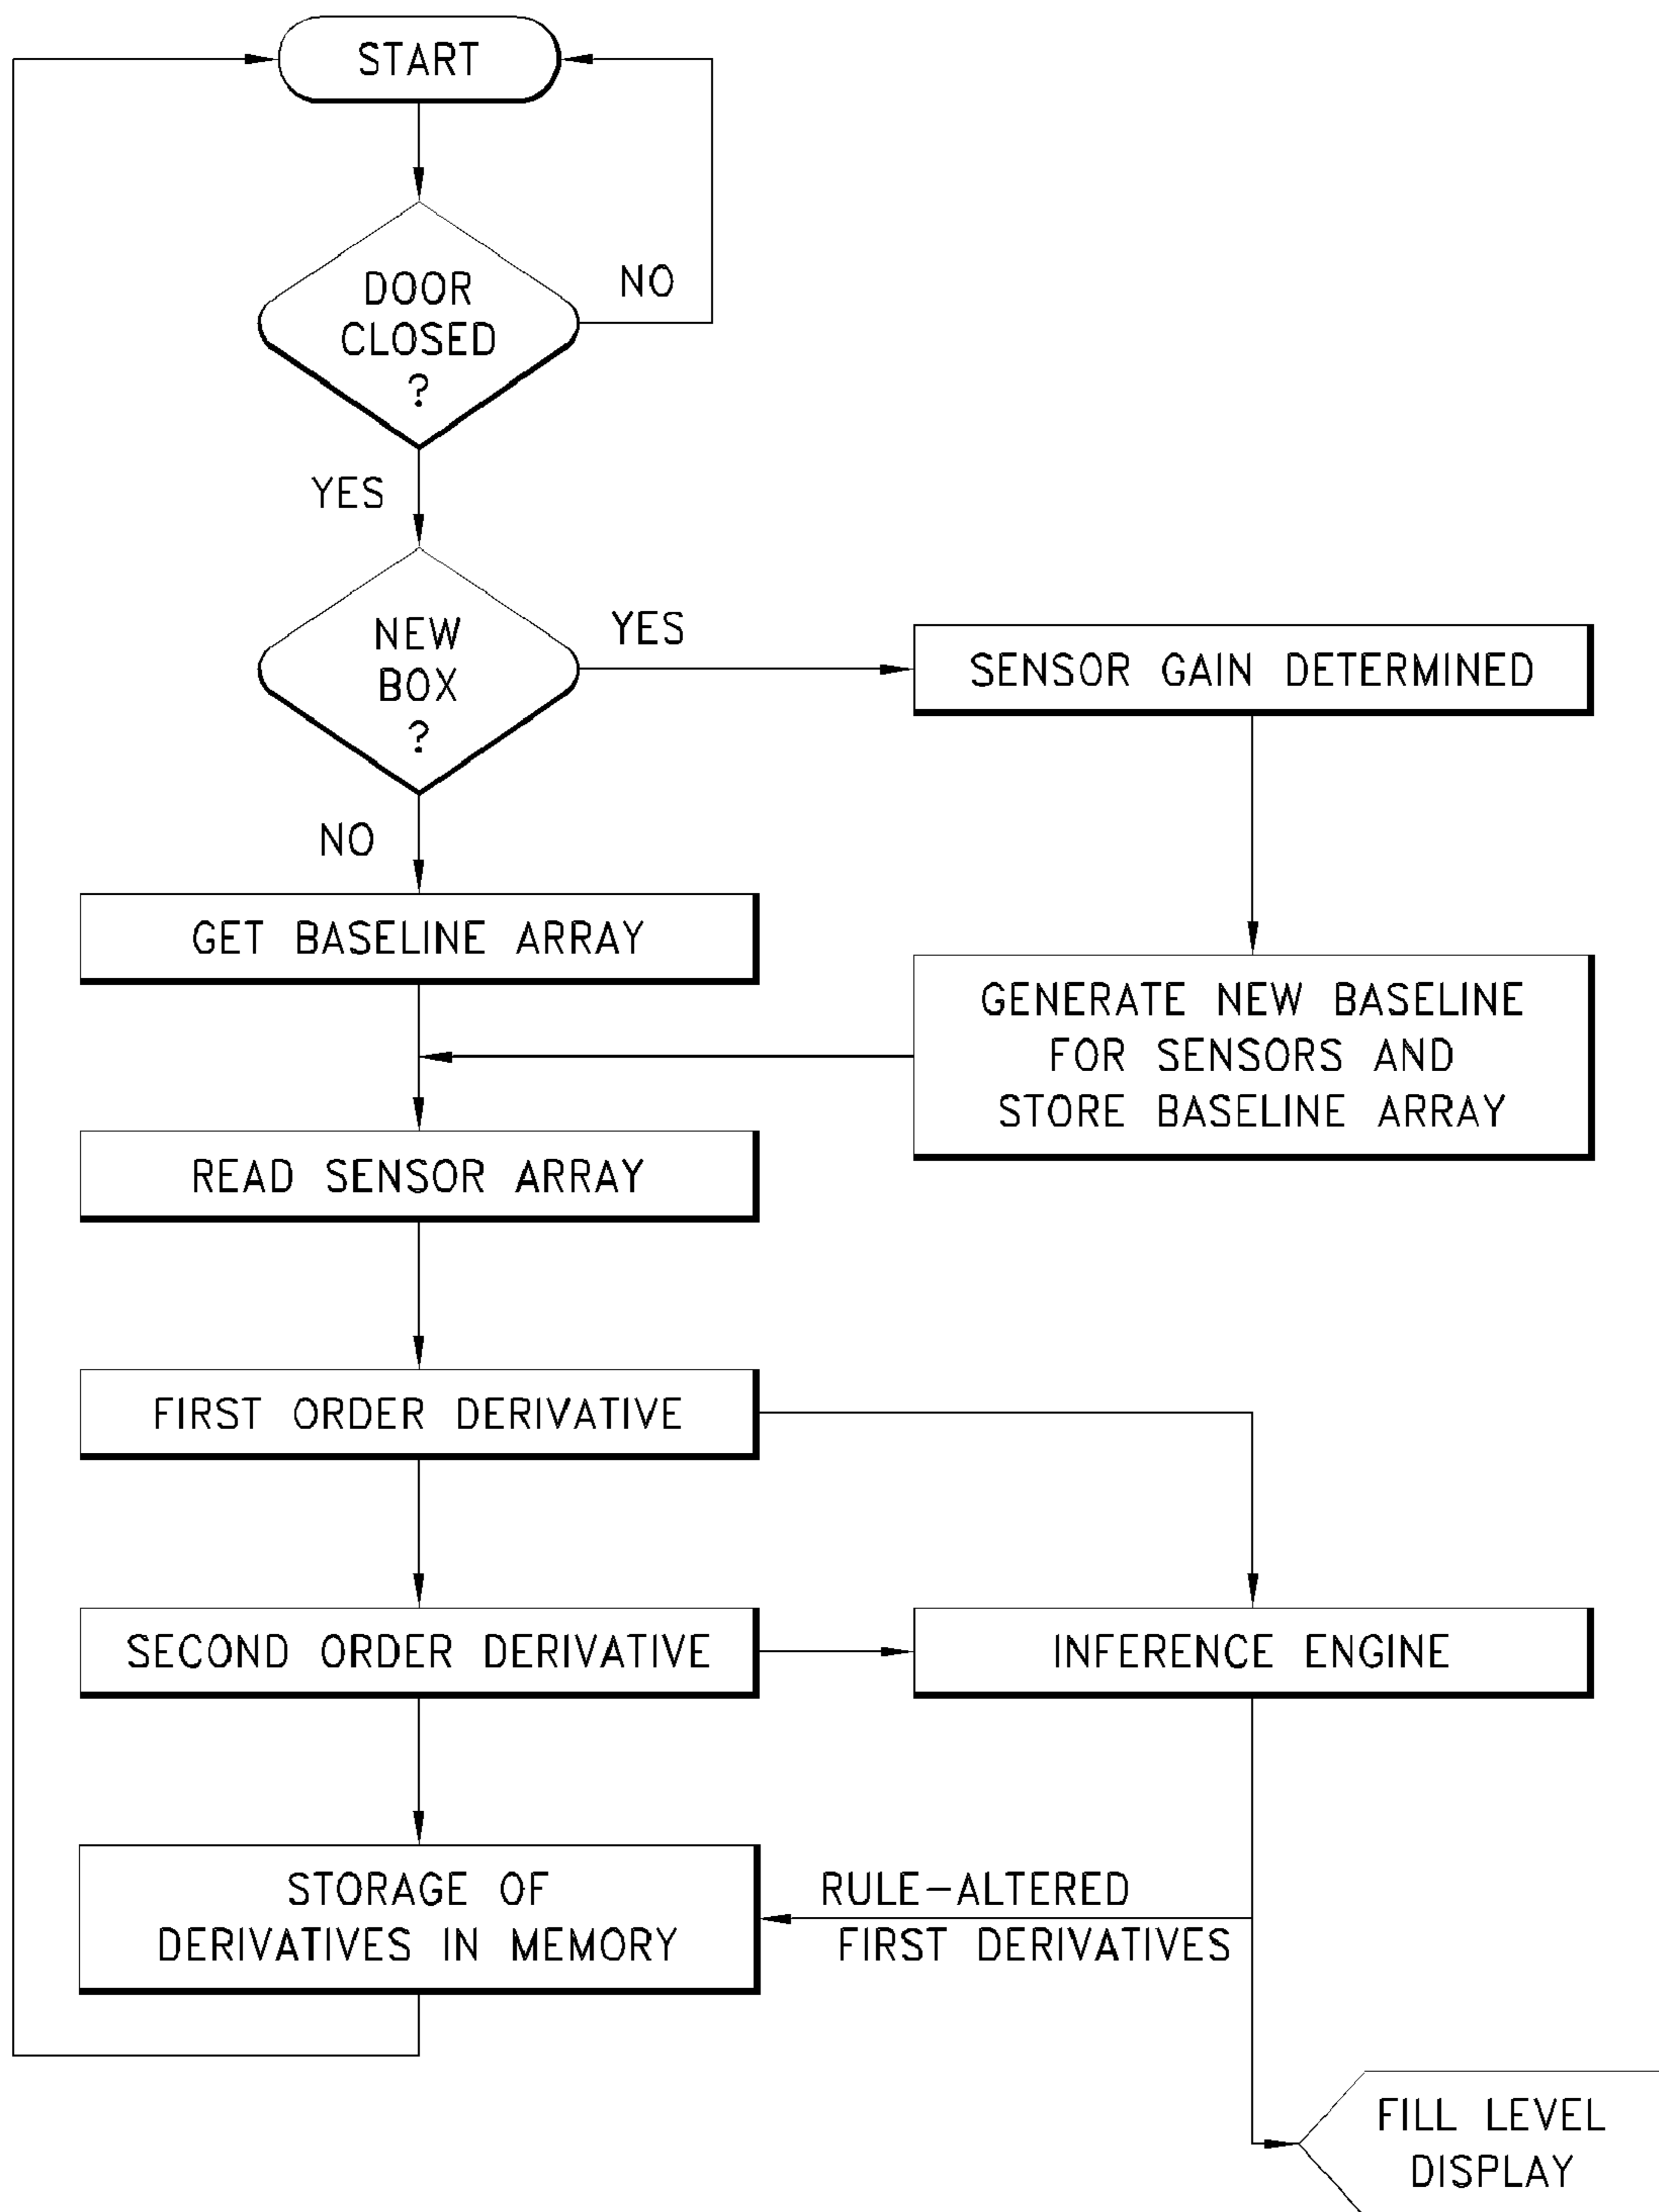 START
DOOR
CLOSED
?
NO
YES
NEW
BOX
?
YES
SENSOR GAIN DETERMINED
NO
GET BASELINE ARRAY
GENERATE NEW BASELINE
FOR SENSORS AND
STORE BASELINE ARRAY
READ SENSOR ARRAY
FIRST ORDER DERIVATIVE
SECOND ORDER DERIVATIVE
INFERENCE ENGINE
STORAGE OF
DERIVATIVES IN MEMORY
RULE-ALTERED
FIRST DERIVATIVES
FILL LEVEL
DISPLAY